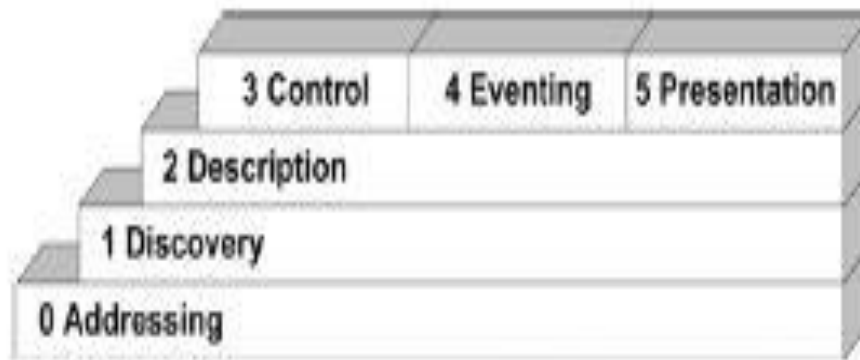 3 Control 4 Eventing 5 Presentation
2 Description
1 Discovery
0 Addressing